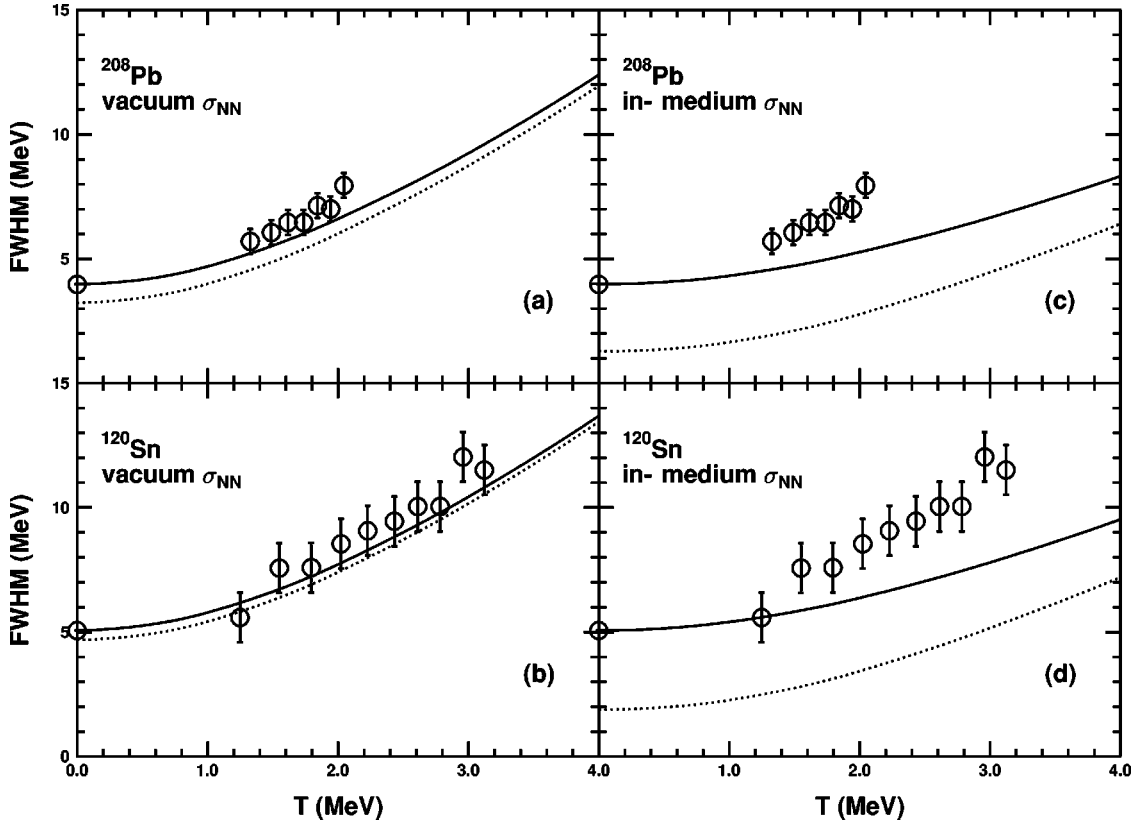 15
²⁰⁸Pb
vacuum σNN
²⁰⁸Pb
in- medium σNN
10
FWHM (MeV)
5
(a)
(c)
15
¹²⁰Sn
vacuum σNN
¹²⁰Sn
in- medium σNN
10
FWHM (MeV)
5
(b)
(d)
0
0.0 1.0 2.0 3.0 4.0 1.0 2.0 3.0 4.0
T (MeV)
T (MeV)